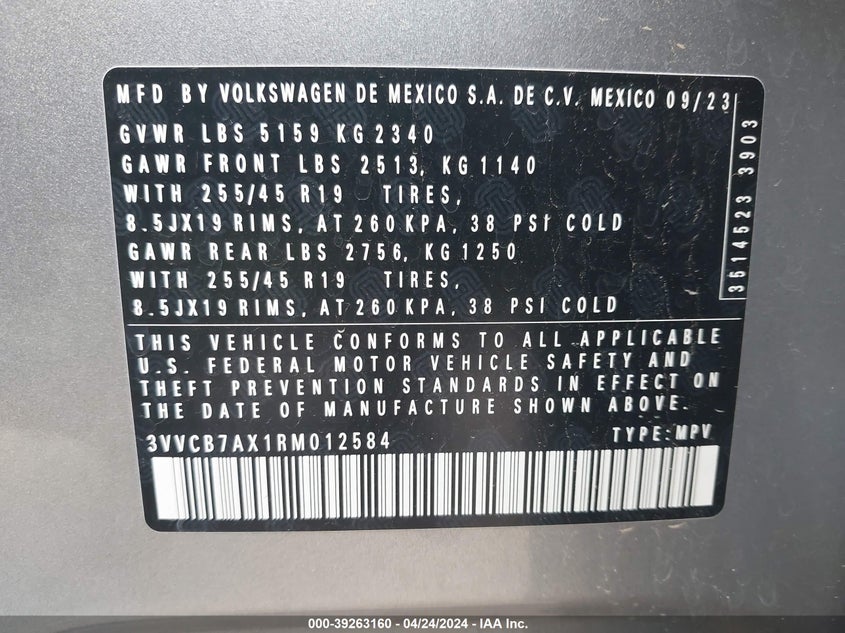 MFD BY VOLKSWAGEN DE MEXICO S.A. DE C.V. MEXICO 09/23
GVWR LBS 5159 KG 2340
GAWR FRONT LBS 2513, KG 1140
WITH 255/45 R19 TIRES,
8.5JX19 RIMS, AT 260 KPA, 38 PSI COLD
GAWR REAR LBS 2756, KG 1250
WITH 255/45 R19 TIRES,
8.5JX19 RIMS, AT 260 KPA, 38 PSI COLD
3614523 3903
THIS VEHICLE CONFORMS TO ALL APPLICABLE
U.S. FEDERAL MOTOR VEHICLE SAFETY AND
THEFT PREVENTION STANDARDS IN EFFECT ON
THE DATE OF MANUFACTURE SHOWN ABOVE.
3VVCB7AX1RM012584 TYPE:MPV
000-39263160 - 04/24/2024 - IAA Inc.